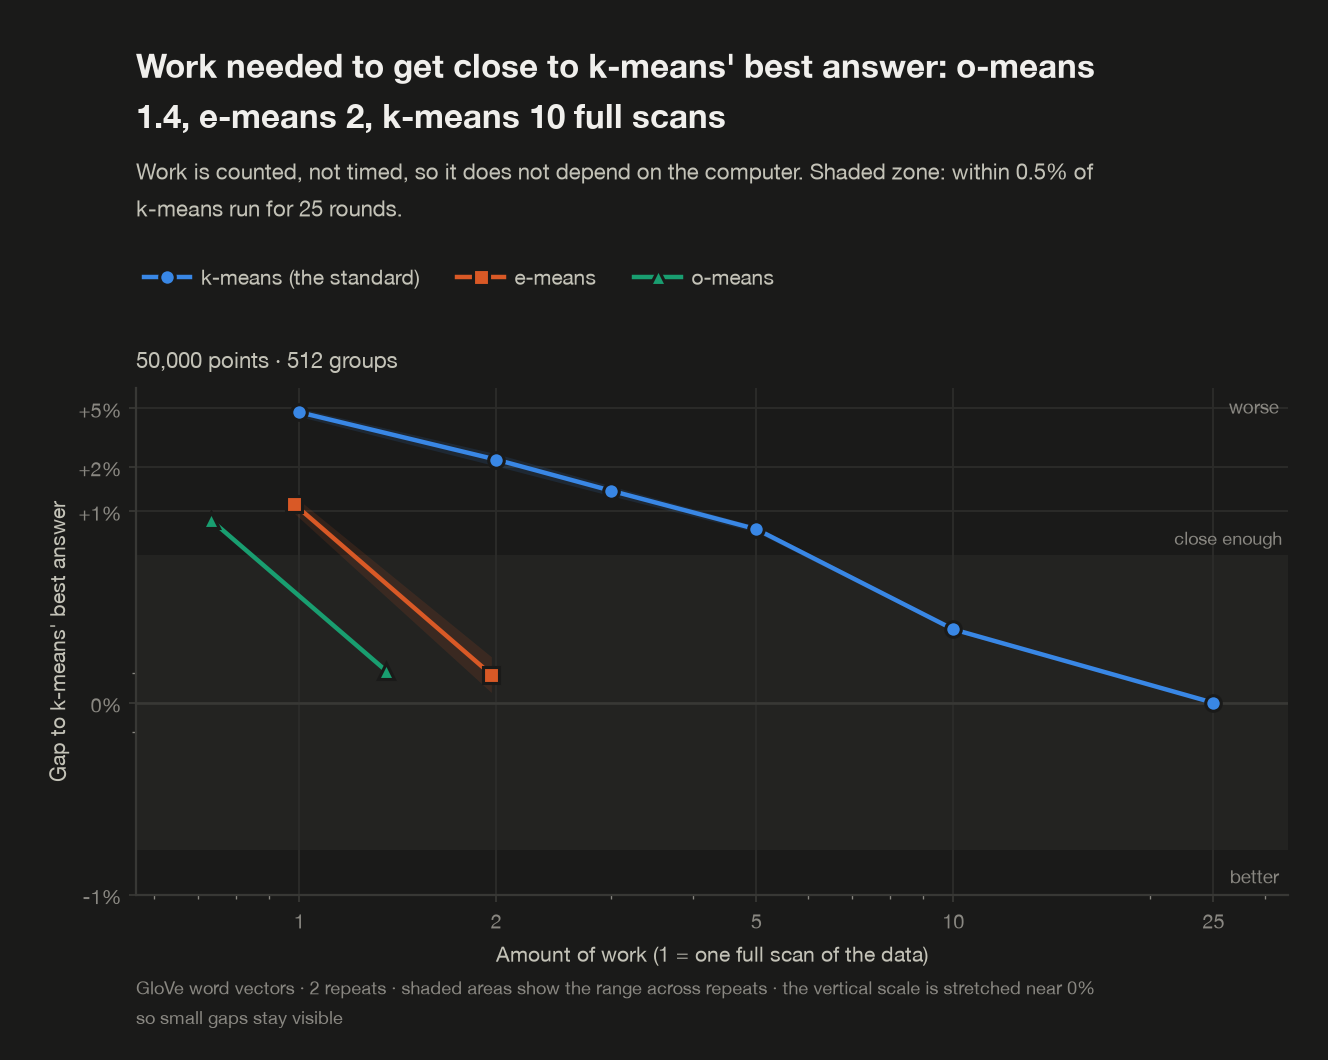 Work needed to get close to k-means' best answer: o-means
1.4, e-means 2, k-means 10 full scans
Work is counted, not timed, so it does not depend on the computer. Shaded zone: within 0.5% of
k-means run for 25 rounds.
k-means (the standard)
e-means
o-means
50,000 points · 512 groups
+5%
+2%
+1%
0%
-1%
Gap to k-means' best answer
worse
close enough
better
1
2
5
10
25
Amount of work (1 = one full scan of the data)
GloVe word vectors · 2 repeats · shaded areas show the range across repeats · the vertical scale is stretched near 0%
so small gaps stay visible